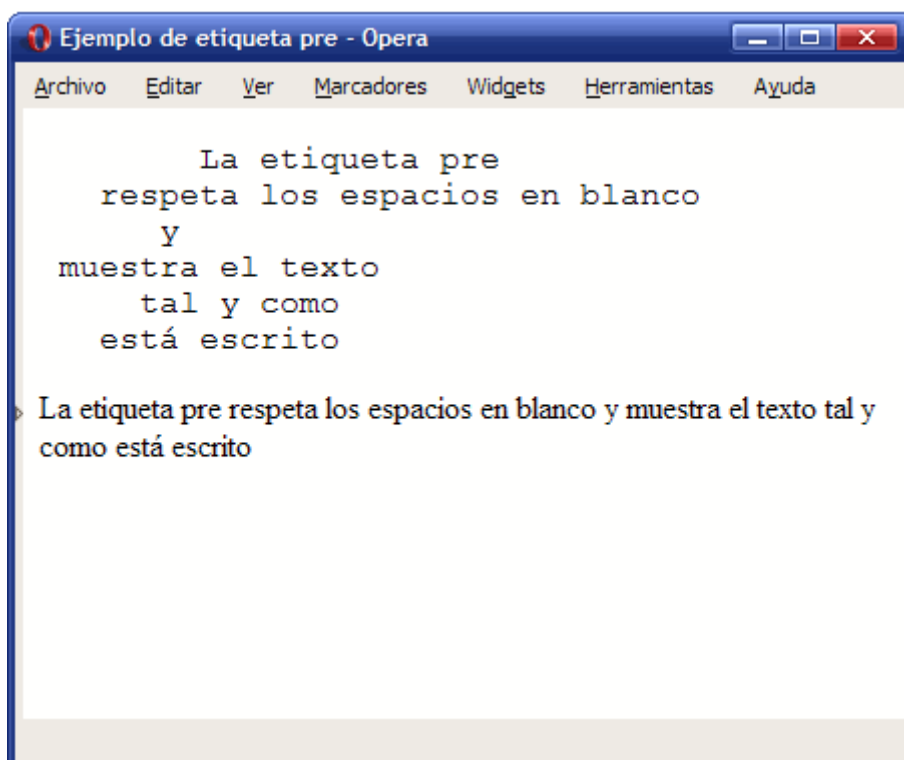 Ejemplo de etiqueta pre - Opera
Archivo Editar Ver Marcadores Widgets Herramientas Ayuda
La etiqueta pre
respeta los espacios en blanco
y
muestra el texto
tal y como
está escrito
La etiqueta pre respeta los espacios en blanco y muestra el texto tal y
como está escrito